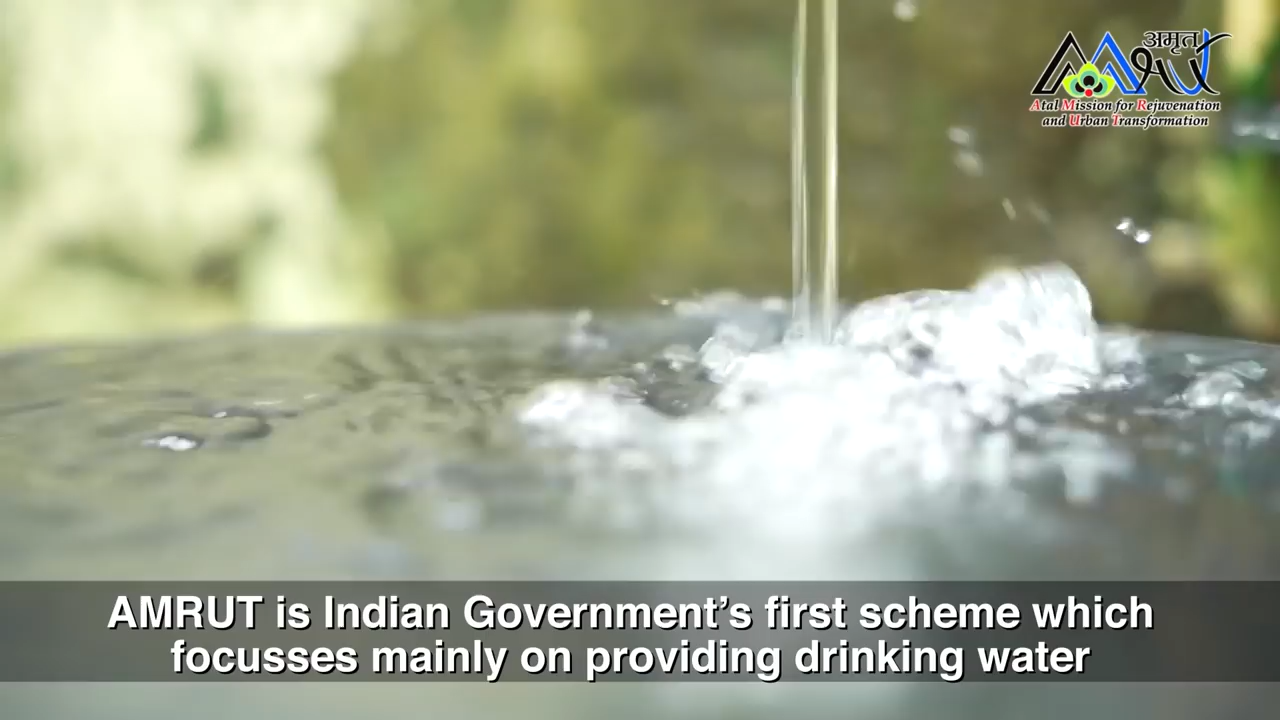 अमृत
AMRUT
Atal Mission for Rejuvenation
and Urban Transformation
AMRUT is Indian Government’s first scheme which
focusses mainly on providing drinking water